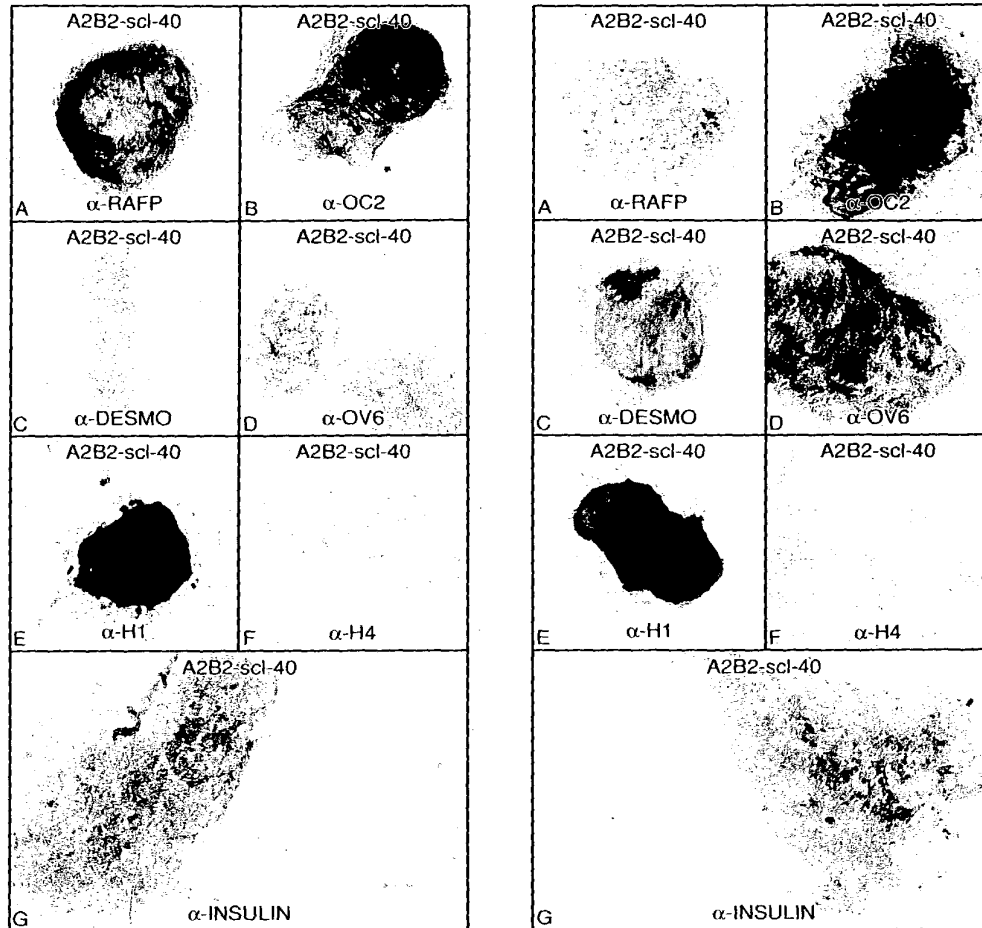 A2B2-scl-40
A
α-RAFP
A2B2-scl-40
B
α-OC2
A2B2-scl-40
C
α-DESMO
A2B2-scl-40
D
α-OV6
A2B2-scl-40
E
α-H1
A2B2-scl-40
F
α-H4
A2B2-scl-40
G
α-INSULIN
A2B2-scl-40
A
α-RAFP
A2B2-scl-40
B
α-OC2
A2B2-scl-40
C
α-DESMO
A2B2-scl-40
D
α-OV6
A2B2-scl-40
E
α-H1
A2B2-scl-40
F
α-H4
A2B2-scl-40
G
α-INSULIN